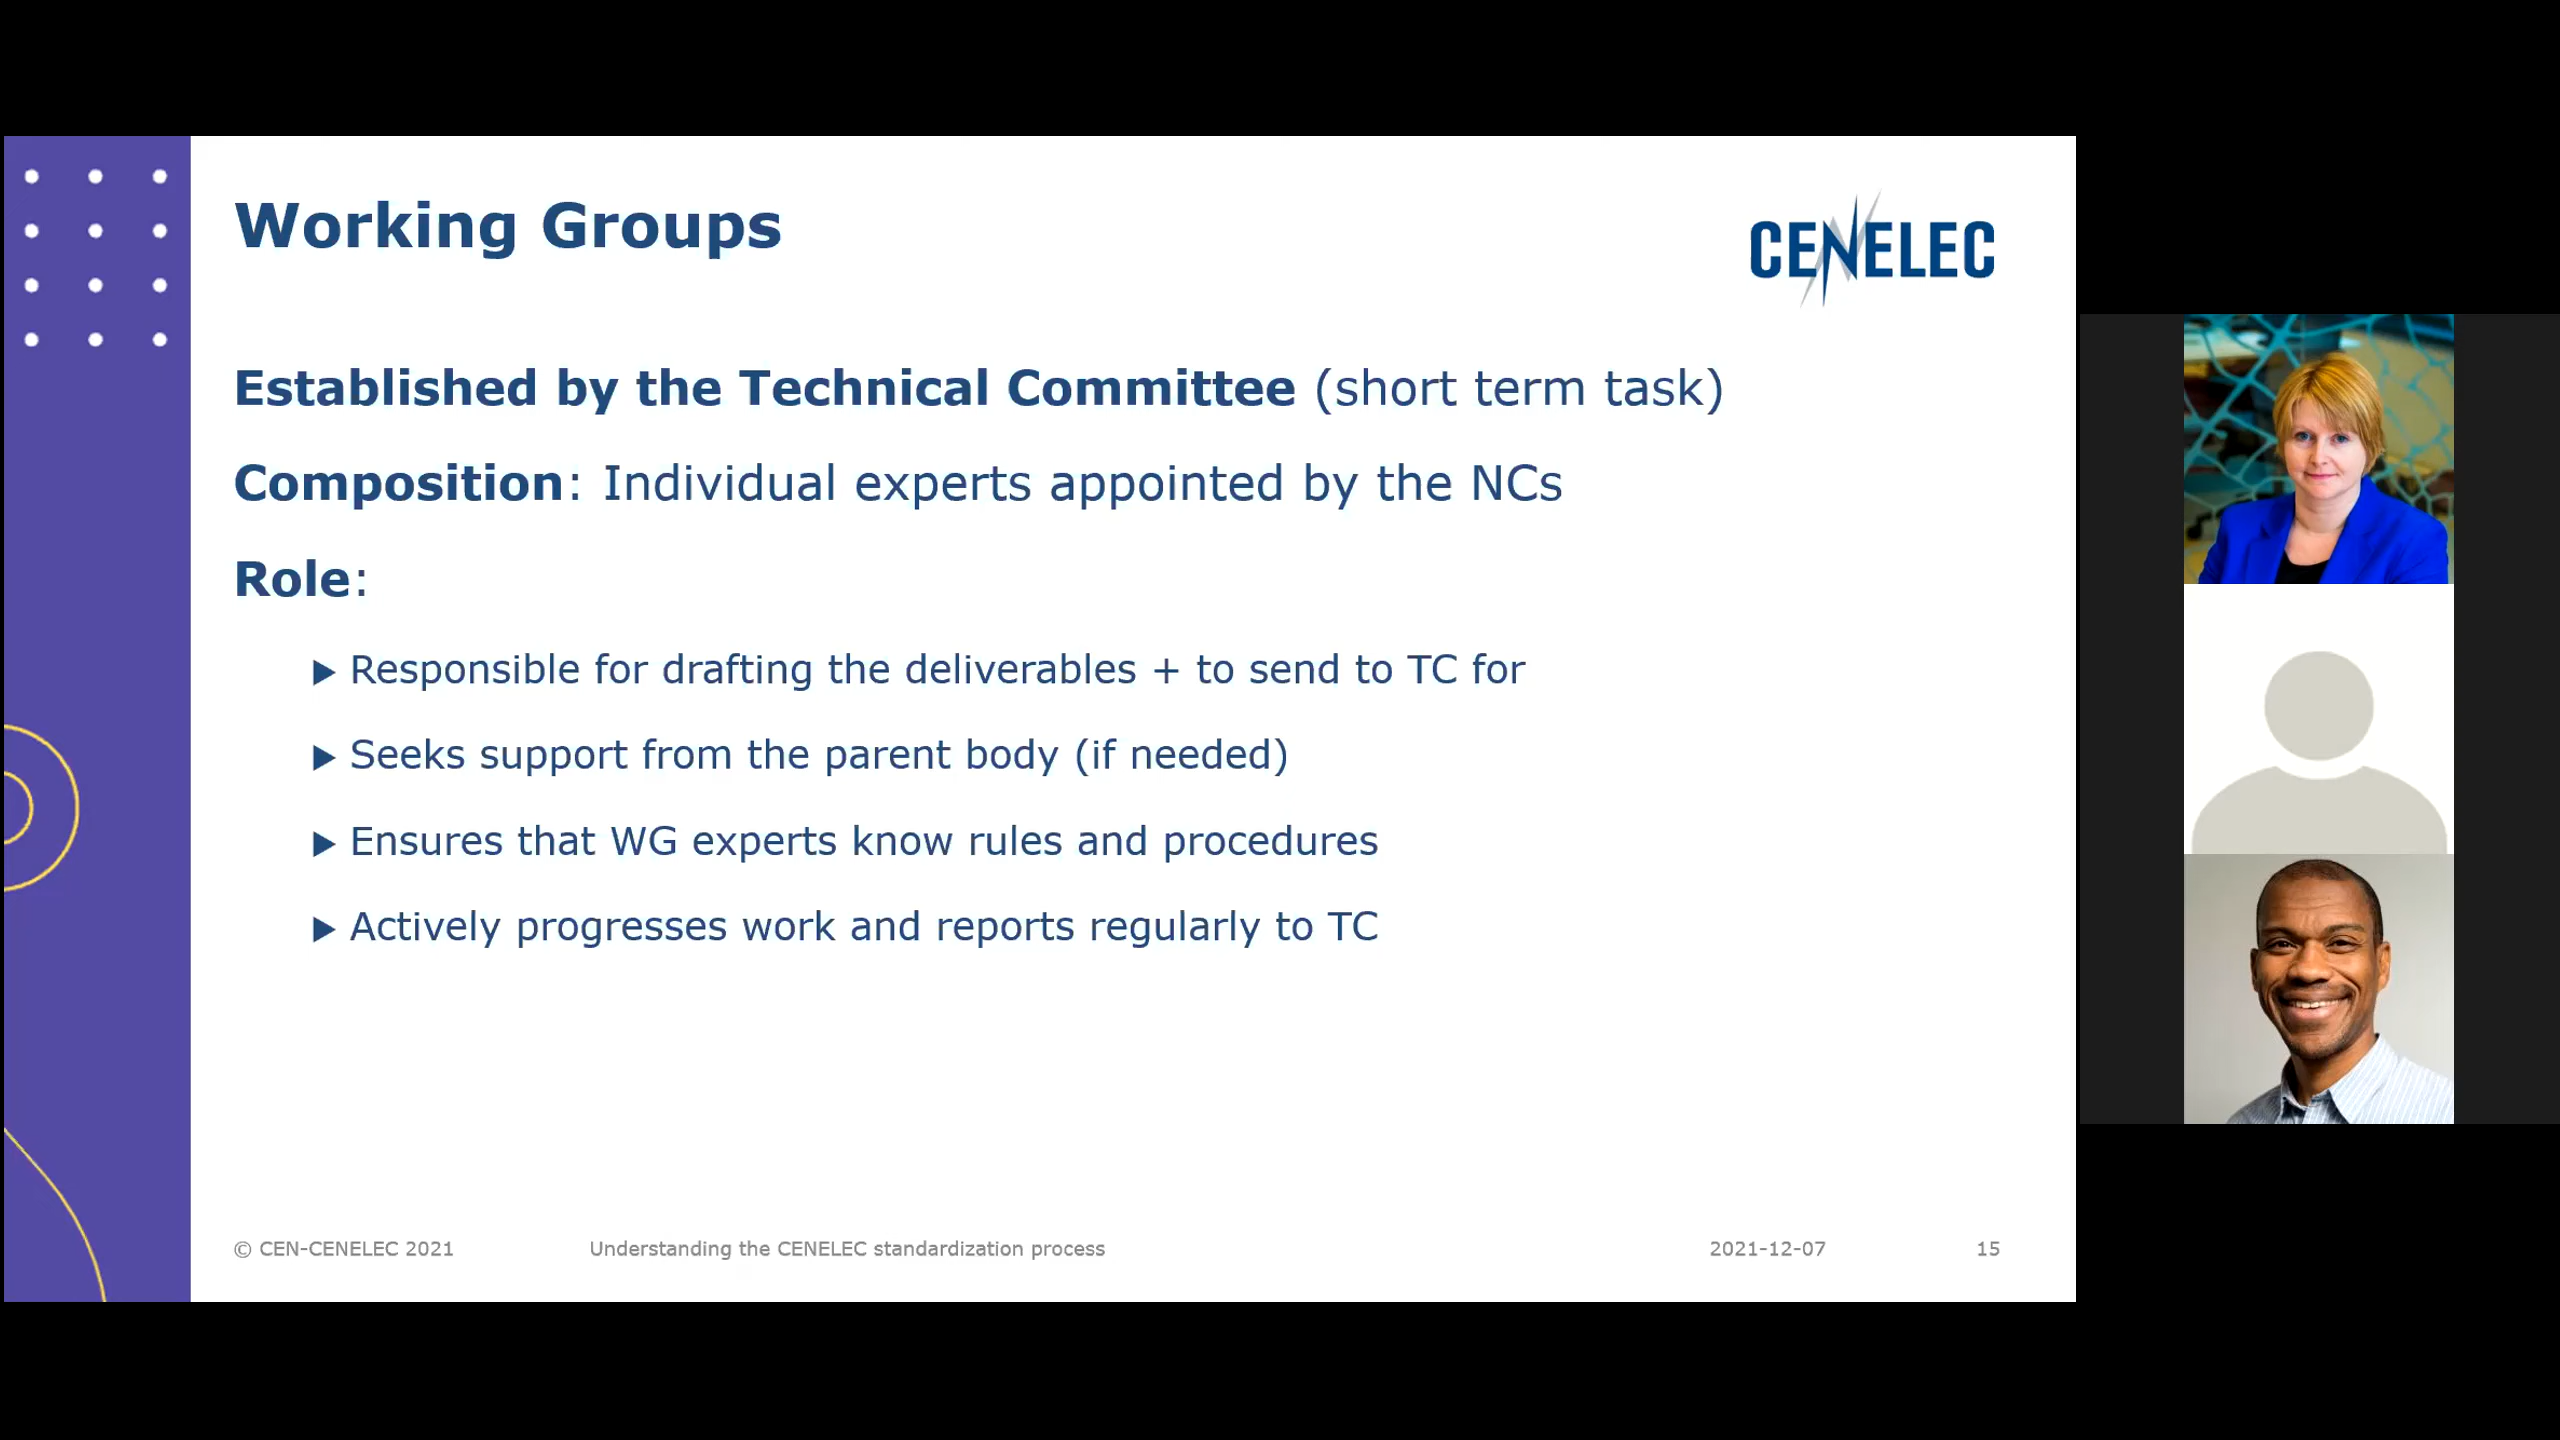 Working Groups
CENELEC
Established by the Technical Committee (short term task)
Composition: Individual experts appointed by the NCs
Role:
▶ Responsible for drafting the deliverables + to send to TC for
▶ Seeks support from the parent body (if needed)
▶ Ensures that WG experts know rules and procedures
▶ Actively progresses work and reports regularly to TC
© CEN-CENELEC 2021 Understanding the CENELEC standardization process 2021-12-07 15